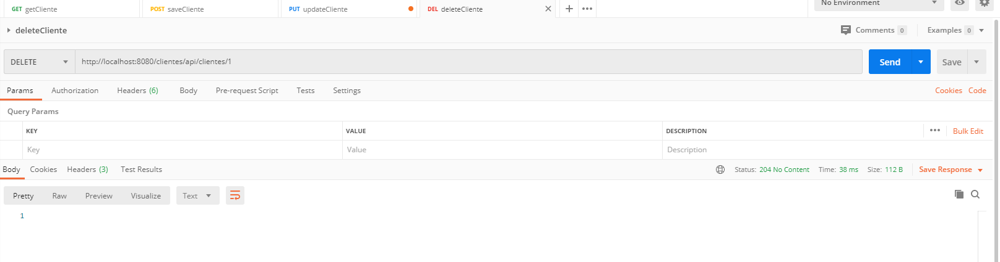 GET getCliente POST saveCliente PUT updateCliente DEL deleteCliente No Environment
deleteCliente Comments 0 Examples 0
DELETE http://localhost:8080/clientes/api/clientes/1 Send Save
Params Authorization Headers (6) Body Pre-request Script Tests Settings Cookies Code
Query Params
KEY VALUE DESCRIPTION Bulk Edit
Key Value Description
Body Cookies Headers (3) Test Results Status: 204 No Content Time: 38 ms Size: 112 B Save Response
Pretty Raw Preview Visualize Text
1